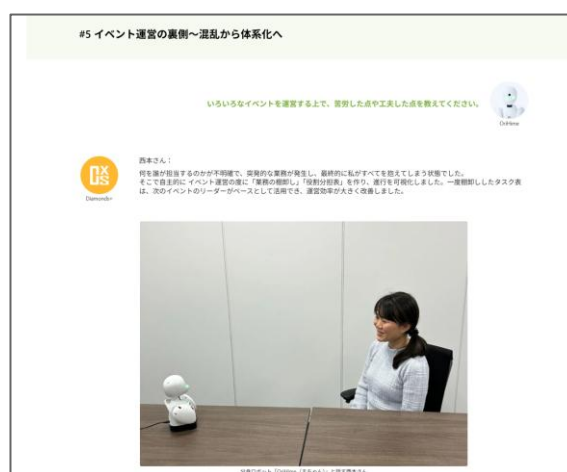 #5 イベント運営の裏側〜混乱から体系化へ
いろいろなイベントを運営する上で、苦労した点や工夫した点を教えてください。
OriHime
DX
US
Diamonds+
西本さん：
何を誰が担当するのかが不明確で、突発的な業務が発生し、最終的に私がすべてを抱えてしまう状態でした。
そこで自主的に イベント運営の度に「業務の棚卸し」「役割分担表」を作り、進行を可視化しました。一度棚卸ししたタスク表
は、次のイベントのリーダーがベースとして活用でき、運営効率が大きく改善しました。